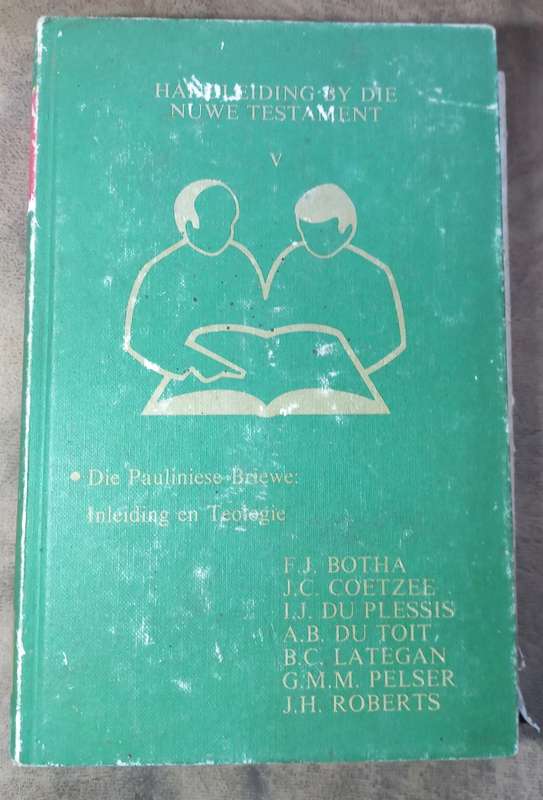 HANDLEIDING BY DIE
NUWE TESTAMENT
V
• Die Pauliniese Briewe:
Inleiding en Teologie
F.J. BOTHA
J.C. COETZEE
I.J. DU PLESSIS
A.B. DU TOIT
B.C. LATEGAN
G.M.M. PELSER
J.H. ROBERTS